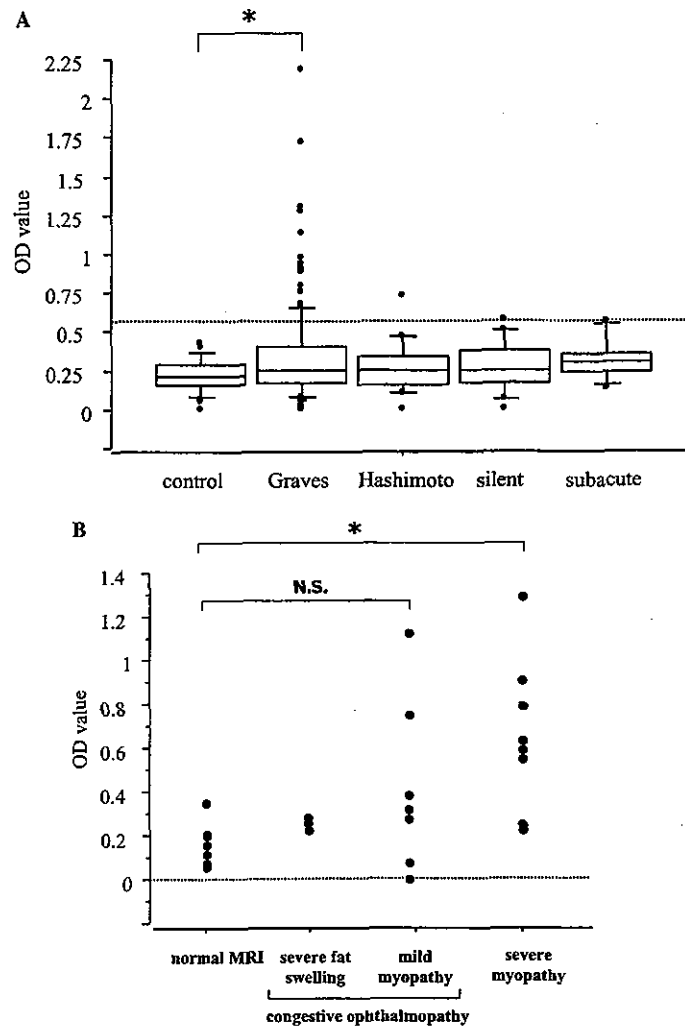 A
*
2.25
2
1.75
1.5
1.25
1
0.75
0.5
0.25
0
OD value
control Graves Hashimoto silent subacute
B
*
N.S.
1.4
1.2
1
0.8
0.6
0.4
0.2
0
OD value
normal MRI severe fat swelling mild myopathy severe myopathy
congestive ophthalmopathy